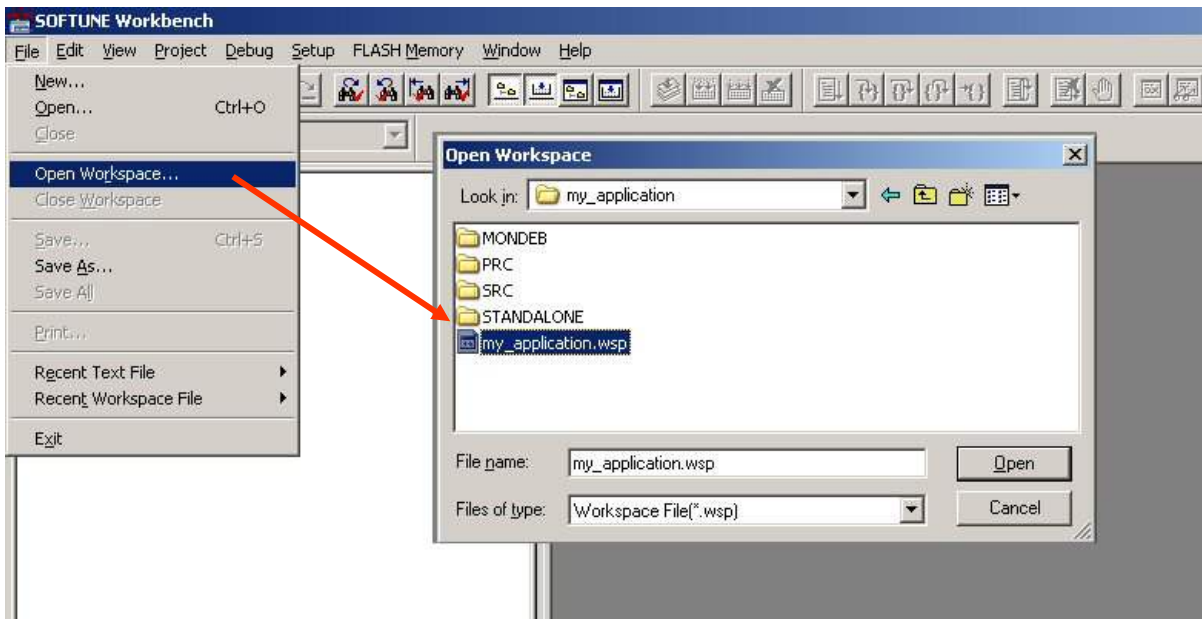 SOFTUNE Workbench
File Edit View Project Debug Setup FLASH Memory Window Help
New...
Open... Ctrl+O
Close
Open Workspace...
Close Workspace
Save... Ctrl+S
Save As...
Save All
Print...
Recent Text File
Recent Workspace File
Exit
Open Workspace
Look in: my_application
MONDEB
PRC
SRC
STANDALONE
my_application.wsp
File name: my_application.wsp Open
Files of type: Workspace File(*.wsp) Cancel